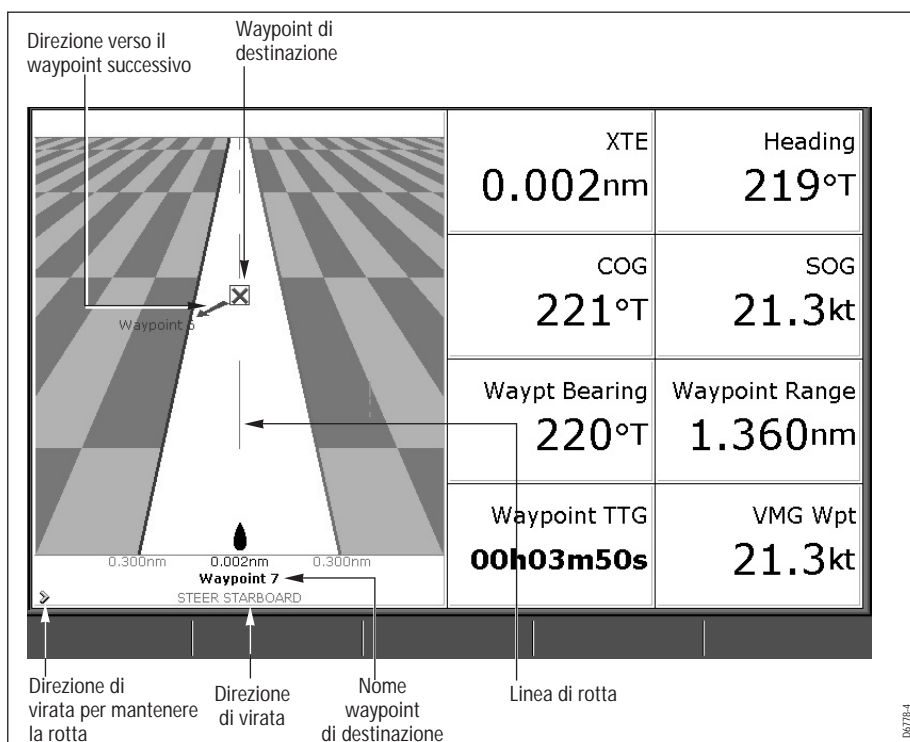 Direzione verso il
waypoint successivo
Waypoint di
destinazione
Waypoint 6
0.300nm 0.002nm 0.300nm
Waypoint 7
STEER STARBOARD
XTE
0.002nm
Heading
219°T
COG
221°T
SOG
21.3kt
Waypt Bearing
220°T
Waypoint Range
1.360nm
Waypoint TTG
00h03m50s
VMG Wpt
21.3kt
Direzione di
virata per mantenere
la rotta
Direzione
di virata
Nome
waypoint
di destinazione
Linea di rotta
D6778-4